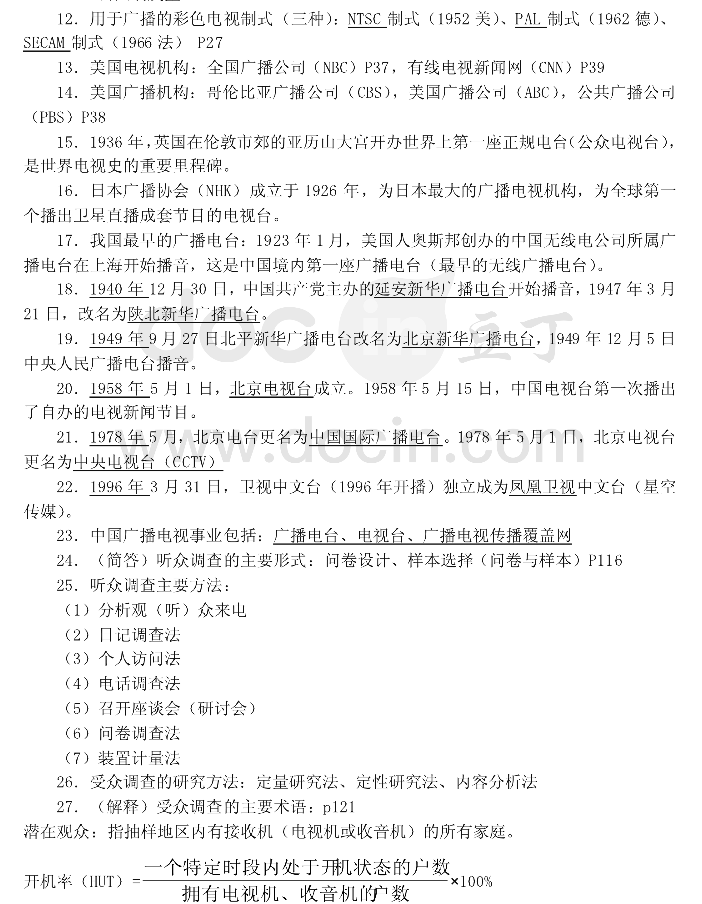 12．用于广播的彩色电视制式（三种）：NTSC 制式（1952 美）、PAL 制式（1962 德）、
SECAM 制式（1966 法） P27
13．美国电视机构：全国广播公司（NBC）P37，有线电视新闻网（CNN）P39
14．美国广播机构：哥伦比亚广播公司（CBS），美国广播公司（ABC），公共广播公司
（PBS）P38
15．1936 年，英国在伦敦市郊的亚历山大宫开办世界上第一座正规电台（公众电视台），
是世界电视史的重要里程碑。
16．日本广播协会（NHK）成立于 1926 年，为日本最大的广播电视机构，为全球第一
个播出卫星直播成套节目的电视台。
17．我国最早的广播电台：1923 年 1 月，美国人奥斯邦创办的中国无线电公司所属广
播电台在上海开始播音，这是中国境内第一座广播电台（最早的无线广播电台）。
18．1940 年 12 月 30 日，中国共产党主办的延安新华广播电台开始播音，1947 年 3 月
21 日，改名为陕北新华广播电台。
19．1949 年 9 月 27 日北平新华广播电台改名为北京新华广播电台，1949 年 12 月 5 日
中央人民广播电台播音。
20．1958 年 5 月 1 日，北京电视台成立。1958 年 5 月 15 日，中国电视台第一次播出
了自办的电视新闻节目。
21．1978 年 5 月，北京电台更名为中国国际广播电台。1978 年 5 月 1 日，北京电视台
更名为中央电视台（CCTV）
22．1996 年 3 月 31 日，卫视中文台（1996 年开播）独立成为凤凰卫视中文台（星空
传媒）。
23．中国广播电视事业包括：广播电台、电视台、广播电视传播覆盖网
24．（简答）听众调查的主要形式：问卷设计、样本选择（问卷与样本）P116
25．听众调查主要方法：
（1）分析观（听）众来电
（2）日记调查法
（3）个人访问法
（4）电话调查法
（5）召开座谈会（研讨会）
（6）问卷调查法
（7）装置计量法
26．受众调查的研究方法：定量研究法、定性研究法、内容分析法
27．（解释）受众调查的主要术语：p121
潜在观众：指抽样地区内有接收机（电视机或收音机）的所有家庭。
一个特定时段内处于开机状态的户数
开机率（HUT）=×100%
拥有电视机、收音机的户数
doc in 豆丁
www.docin.com